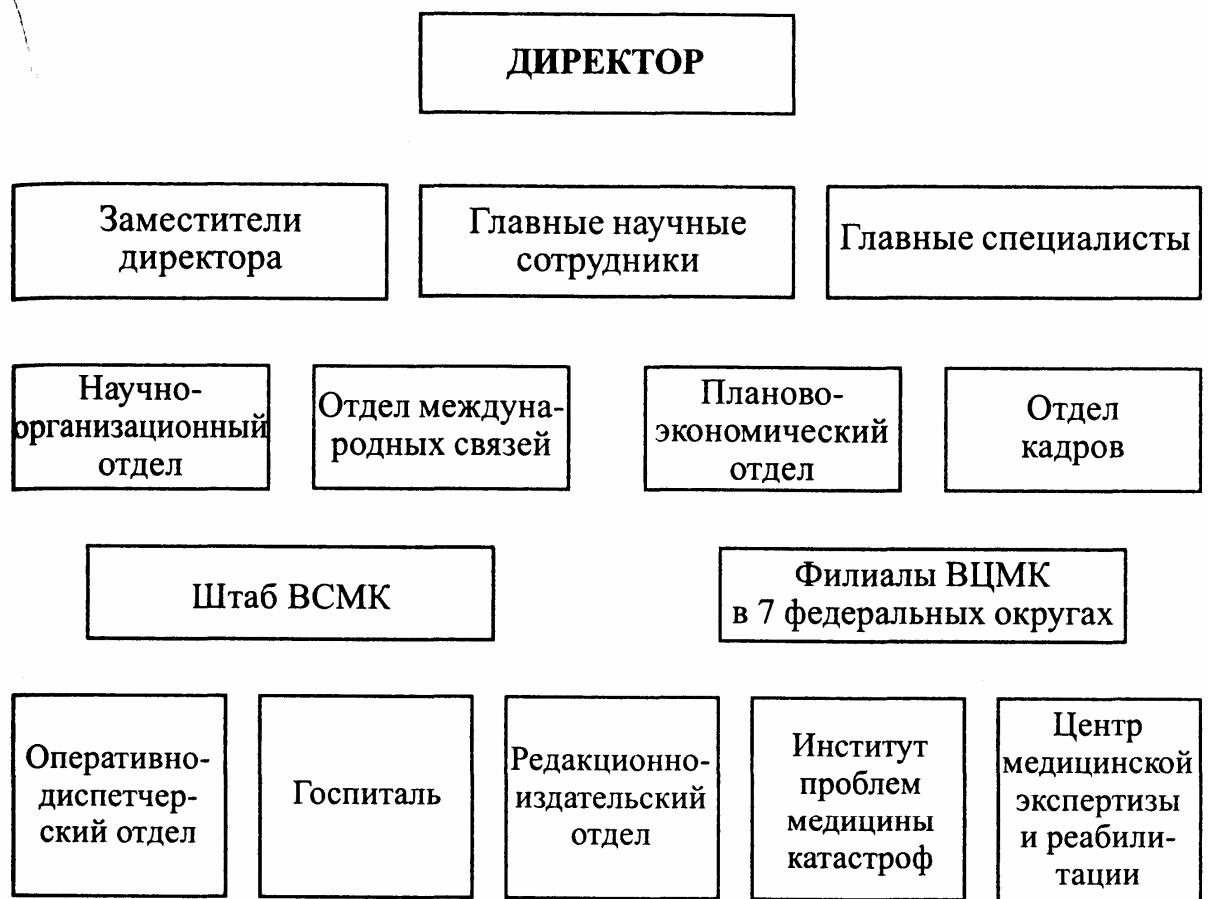 ДИРЕКТОР
Заместители
директора
Главные научные
сотрудники
Главные специалисты
Научно-
организационный
отдел
Отдел междуна-
родных связей
Планово-
экономический
отдел
Отдел
кадров
Штаб ВСМК
Филиалы ВЦМК
в 7 федеральных округах
Оперативно-
диспетчер-
ский отдел
Госпиталь
Редакционно-
издательский
отдел
Институт
проблем
медицины
катастроф
Центр
медицинской
экспертизы
и реабили-
тации